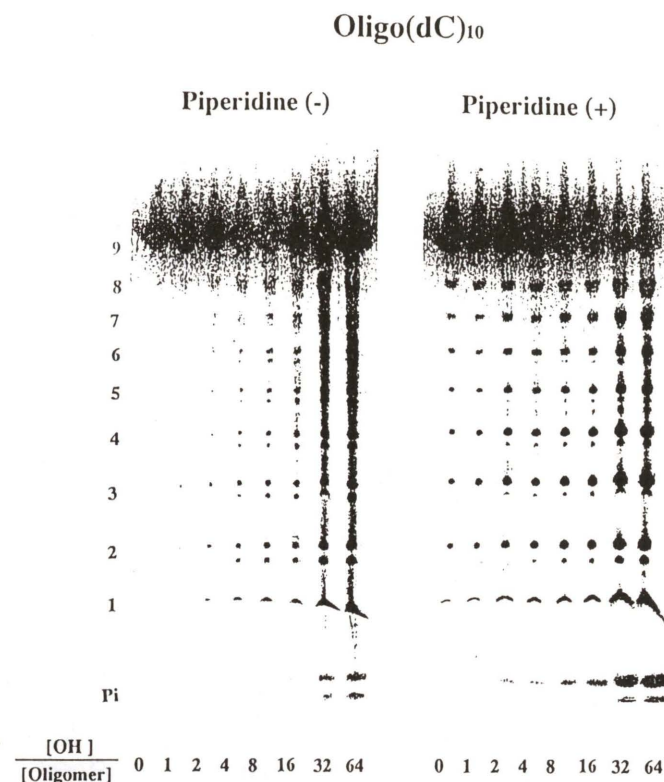 Oligo(dC)10
Piperidine (-) Piperidine (+)
9
8
7
6
5
4
3
2
1
Pi
[OH ]
[Oligomer] 0 1 2 4 8 16 32 64 0 1 2 4 8 16 32 64